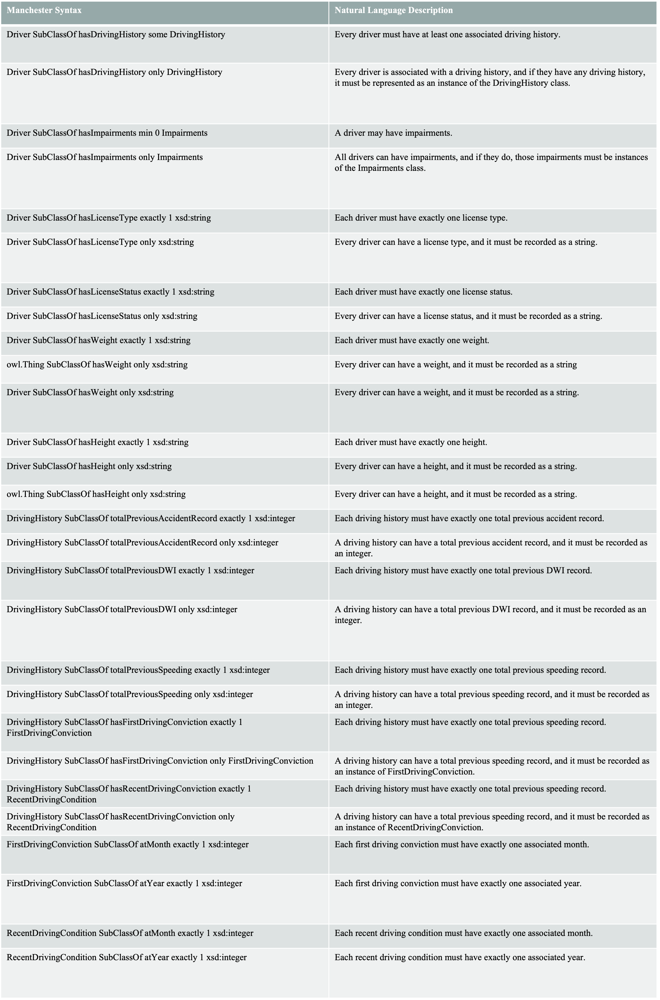 Manchester Syntax
Natural Language Description
Driver SubClassOf hasDrivingHistory some DrivingHistory
Every driver must have at least one associated driving history.
Driver SubClassOf hasDrivingHistory only DrivingHistory
Every driver is associated with a driving history, and if they have any driving history,
it must be represented as an instance of the DrivingHistory class.
Driver SubClassOf hasImpairments min 0 Impairments
A driver may have impairments.
Driver SubClassOf hasImpairments only Impairments
All drivers can have impairments, and if they do, those impairments must be instances
of the Impairments class.
Driver SubClassOf hasLicenseType exactly 1 xsd:string
Each driver must have exactly one license type.
Driver SubClassOf hasLicenseType only xsd:string
Every driver can have a license type, and it must be recorded as a string.
Driver SubClassOf hasLicenseStatus exactly 1 xsd:string
Each driver must have exactly one license status.
Driver SubClassOf hasLicenseStatus only xsd:string
Every driver can have a license status, and it must be recorded as a string.
Driver SubClassOf hasWeight exactly 1 xsd:string
Each driver must have exactly one weight.
owl.Thing SubClassOf hasWeight only xsd:string
Every driver can have a weight, and it must be recorded as a string
Driver SubClassOf hasWeight only xsd:string
Every driver can have a weight, and it must be recorded as a string.
Driver SubClassOf hasHeight exactly 1 xsd:string
Each driver must have exactly one height.
Driver SubClassOf hasHeight only xsd:string
Every driver can have a height, and it must be recorded as a string.
owl.Thing SubClassOf hasHeight only xsd:string
Every driver can have a height, and it must be recorded as a string.
DrivingHistory SubClassOf totalPreviousAccidentRecord exactly 1 xsd:integer
Each driving history must have exactly one total previous accident record.
DrivingHistory SubClassOf totalPreviousAccidentRecord only xsd:integer
A driving history can have a total previous accident record, and it must be recorded as
an integer.
DrivingHistory SubClassOf totalPreviousDWI exactly 1 xsd:integer
Each driving history must have exactly one total previous DWI record.
DrivingHistory SubClassOf totalPreviousDWI only xsd:integer
A driving history can have a total previous DWI record, and it must be recorded as an
integer.
DrivingHistory SubClassOf totalPreviousSpeeding exactly 1 xsd:integer
Each driving history must have exactly one total previous speeding record.
DrivingHistory SubClassOf totalPreviousSpeeding only xsd:integer
A driving history can have a total previous speeding record, and it must be recorded as
an integer.
DrivingHistory SubClassOf hasFirstDrivingConviction exactly 1
FirstDrivingConviction
Each driving history must have exactly one total previous speeding record.
DrivingHistory SubClassOf hasFirstDrivingConviction only FirstDrivingConviction
A driving history can have a total previous speeding record, and it must be recorded as
an instance of FirstDrivingConviction.
DrivingHistory SubClassOf hasRecentDrivingConviction exactly 1
RecentDrivingCondition
Each driving history must have exactly one total previous speeding record.
DrivingHistory SubClassOf hasRecentDrivingConviction only
RecentDrivingCondition
A driving history can have a total previous speeding record, and it must be recorded as
an instance of RecentDrivingConviction.
FirstDrivingConviction SubClassOf atMonth exactly 1 xsd:integer
Each first driving conviction must have exactly one associated month.
FirstDrivingConviction SubClassOf atYear exactly 1 xsd:integer
Each first driving conviction must have exactly one associated year.
RecentDrivingCondition SubClassOf atMonth exactly 1 xsd:integer
Each recent driving condition must have exactly one associated month.
RecentDrivingCondition SubClassOf atYear exactly 1 xsd:integer
Each recent driving condition must have exactly one associated year.